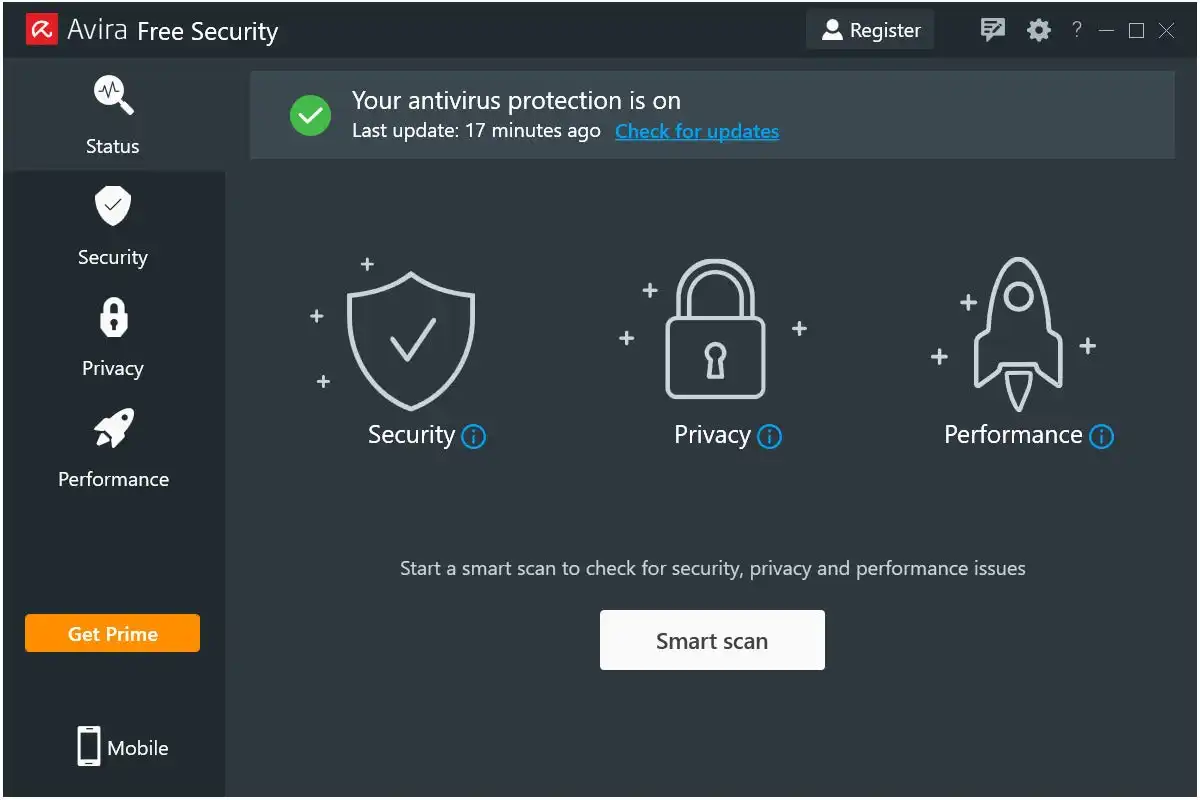 Avira Free Security
Register
?
Status
Your antivirus protection is on
Last update: 17 minutes ago Check for updates
Security
Privacy
Performance
Security
Privacy
Performance
Start a smart scan to check for security, privacy and performance issues
Smart scan
Get Prime
Mobile